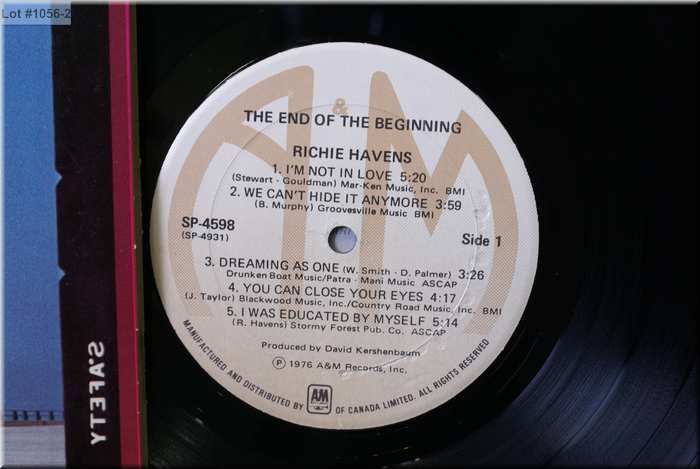 Lot #1056-2
A&M
THE END OF THE BEGINNING
RICHIE HAVENS
1. I'M NOT IN LOVE 5:20
(Stewart - Gouldman) Mar-Ken Music, Inc. BMI
2. WE CAN'T HIDE IT ANYMORE 3:59
(B. Murphy) Groovesville Music BMI
SP-4598
(SP-4931)
Side 1
3. DREAMING AS ONE (W. Smith - D. Palmer) 3:26
Drunken Boat Music/Patra - Mani Music ASCAP
4. YOU CAN CLOSE YOUR EYES 4:17
(J. Taylor) Blackwood Music, Inc./Country Road Music, Inc. BMI
5. I WAS EDUCATED BY MYSELF 5:14
(R. Havens) Stormy Forest Pub. Co. ASCAP
Produced by David Kershenbaum
℗ 1976 A&M Records, Inc.
MANUFACTURED AND DISTRIBUTED BY AM OF CANADA LIMITED. ALL RIGHTS RESERVED
S.AFETY